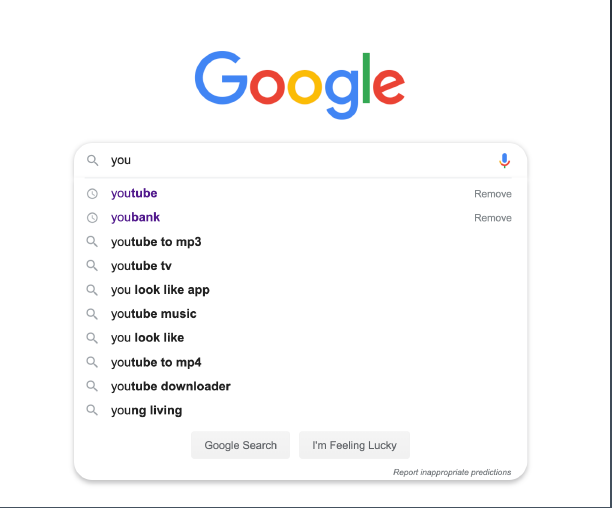 Google
you
youtube Remove
youbank Remove
youtube to mp3
youtube tv
you look like app
youtube music
you look like
youtube to mp4
youtube downloader
young living
Google Search I'm Feeling Lucky
Report inappropriate predictions